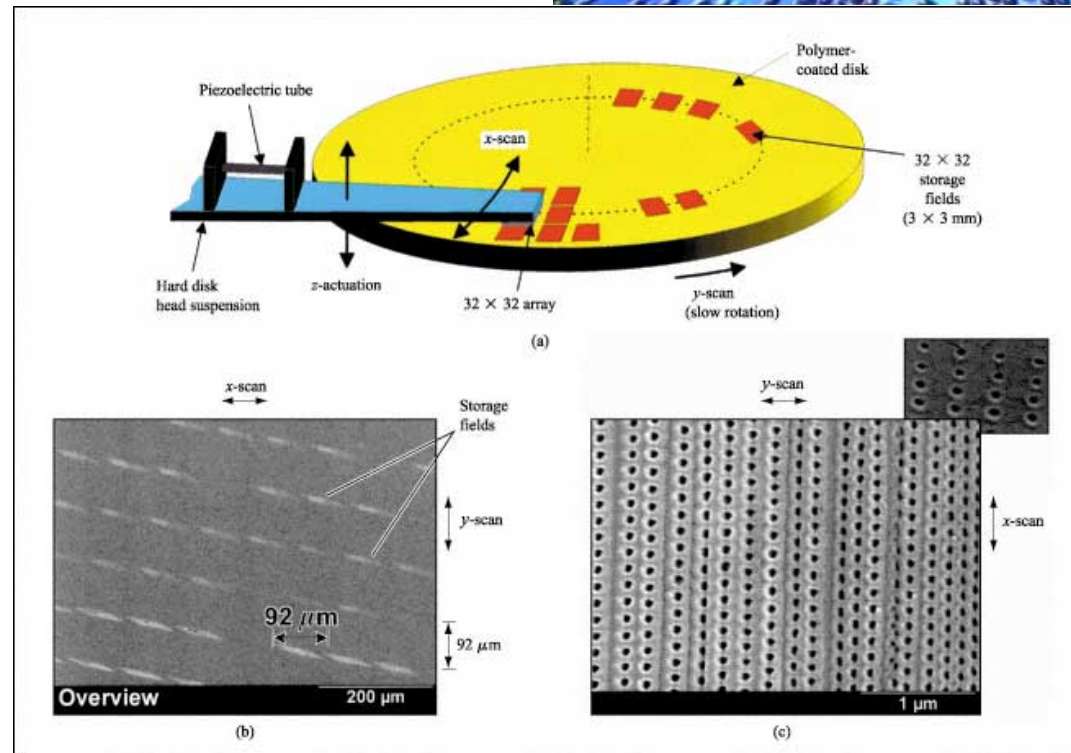 Polymer-
coated disk
Piezoelectric tube
x-scan
32 × 32
storage
fields
(3 × 3 mm)
Hard disk
head suspension
z-actuation
32 × 32 array
y-scan
(slow rotation)
(a)
x-scan
Storage
fields
y-scan
92 μm
92 μm
Overview
200 μm
(b)
y-scan
x-scan
1 μm
(c)